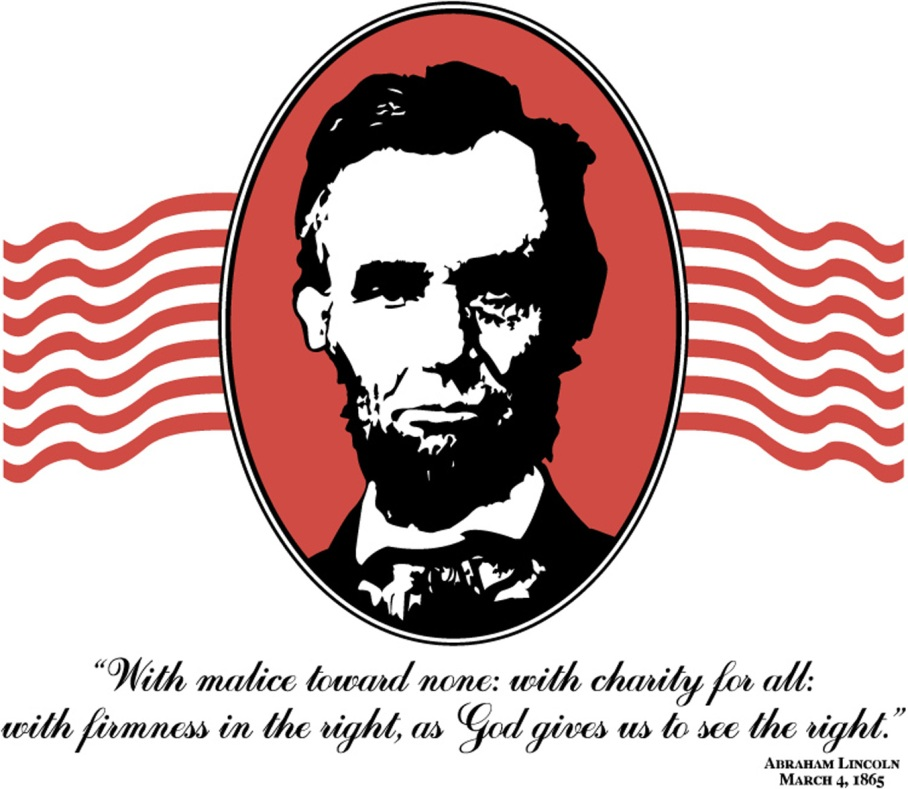 “With malice toward none: with charity for all:
with firmness in the right, as God gives us to see the right.”
Abraham Lincoln
March 4, 1865